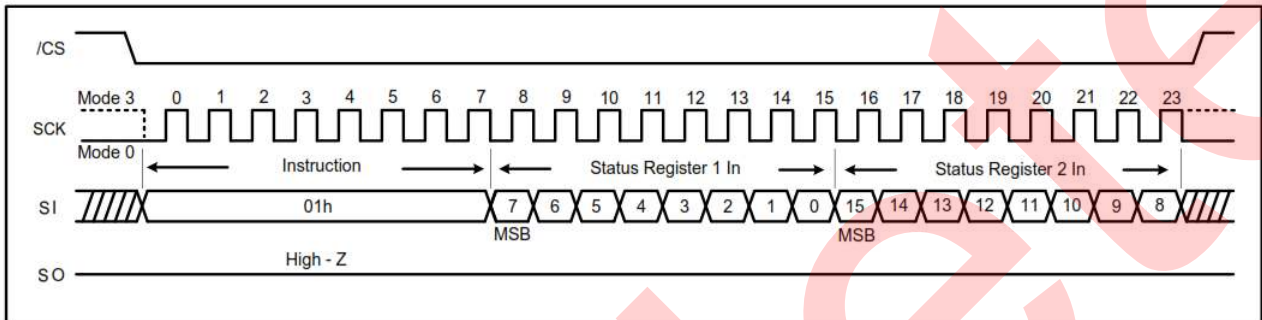 /CS
Mode 3 0 1 2 3 4 5 6 7 8 9 10 11 12 13 14 15 16 17 18 19 20 21 22 23
SCK
Mode 0
Instruction Status Register 1 In Status Register 2 In
SI 01h 7 6 5 4 3 2 1 0 15 14 13 12 11 10 9 8
MSB MSB
High - Z
SO